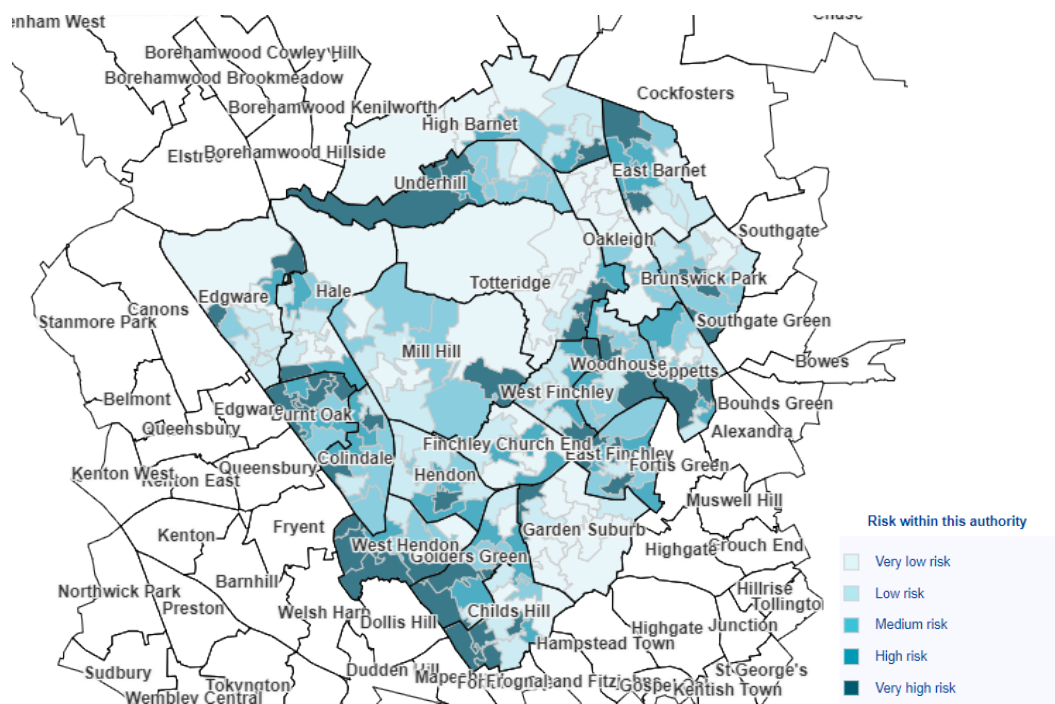 enham West
Chase
Borehamwood Cowley Hill
Borehamwood Brookmeadow
Cockfosters
Borehamwood Kenilworth
High Barnet
Borehamwood Hillside
East Barnet
Underhill
Southgate
Oakleigh
Brunswick Park
Totteridge
Hale
Edgware
Canons
Stanmore Park
Southgate Green
Mill Hill
Bowes
Woodhouse
Coppetts
West Finchley
Belmont
Bounds Green
Edgware
Burnt Oak
Queensbury
Alexandra
Finchley Church End
East Finchley
Colindale
Fortis Green
Queensbury
Kenton West
Kenton East
Hendon
Muswell Hill
Fryent
Garden Suburb
Risk within this authority
Kenton
West Hendon
Golders Green
Highgate
Crouch End
Very low risk
Barnhill
Northwick Park
Hillrise
Low risk
Preston
Welsh Harp
Childs Hill
Tollington
Dollis Hill
Medium risk
Highgate
Junction
Hampstead Town
High risk
Sudbury
Dudden Hill
St George's
Tokyngton
Kentish Town
Very high risk
Wembley Central